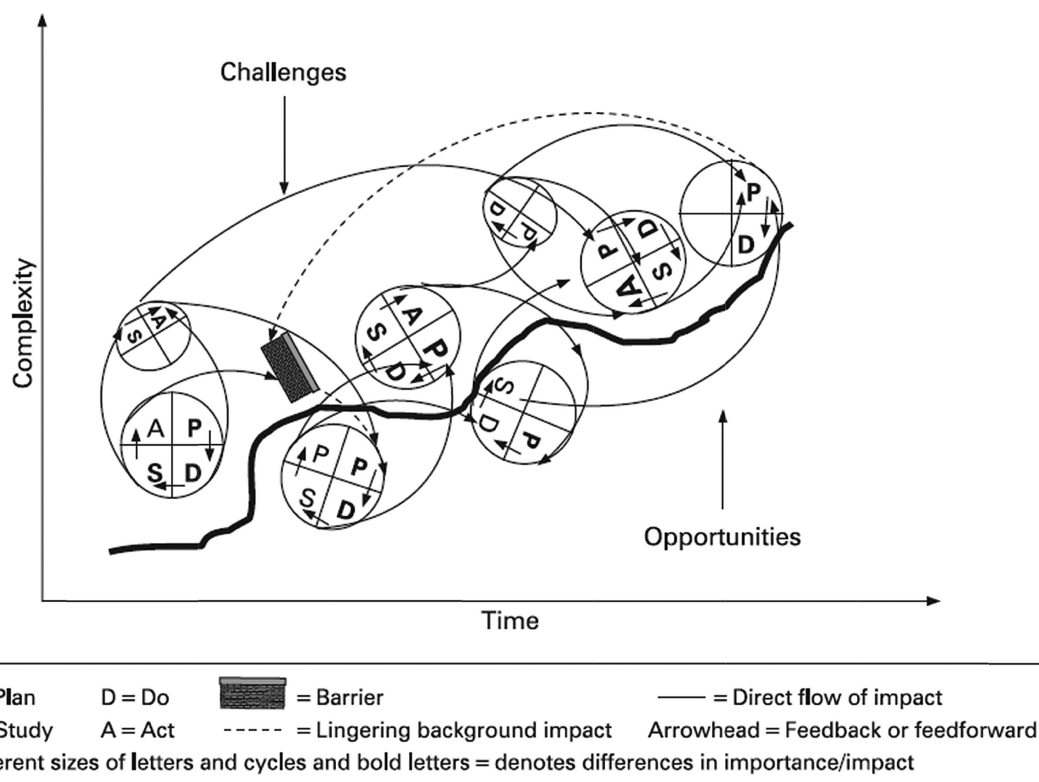 Challenges
Complexity
P
D
D
P
P
D
S
A
P
D
S
A
S
A
P
D
S
D
P
A
P
S
D
P
P
S
D
Opportunities
Time
Plan D = Do = Barrier = Direct flow of impact
Study A = Act = Lingering background impact Arrowhead = Feedback or feedforward
erent sizes of letters and cycles and bold letters = denotes differences in importance/impact